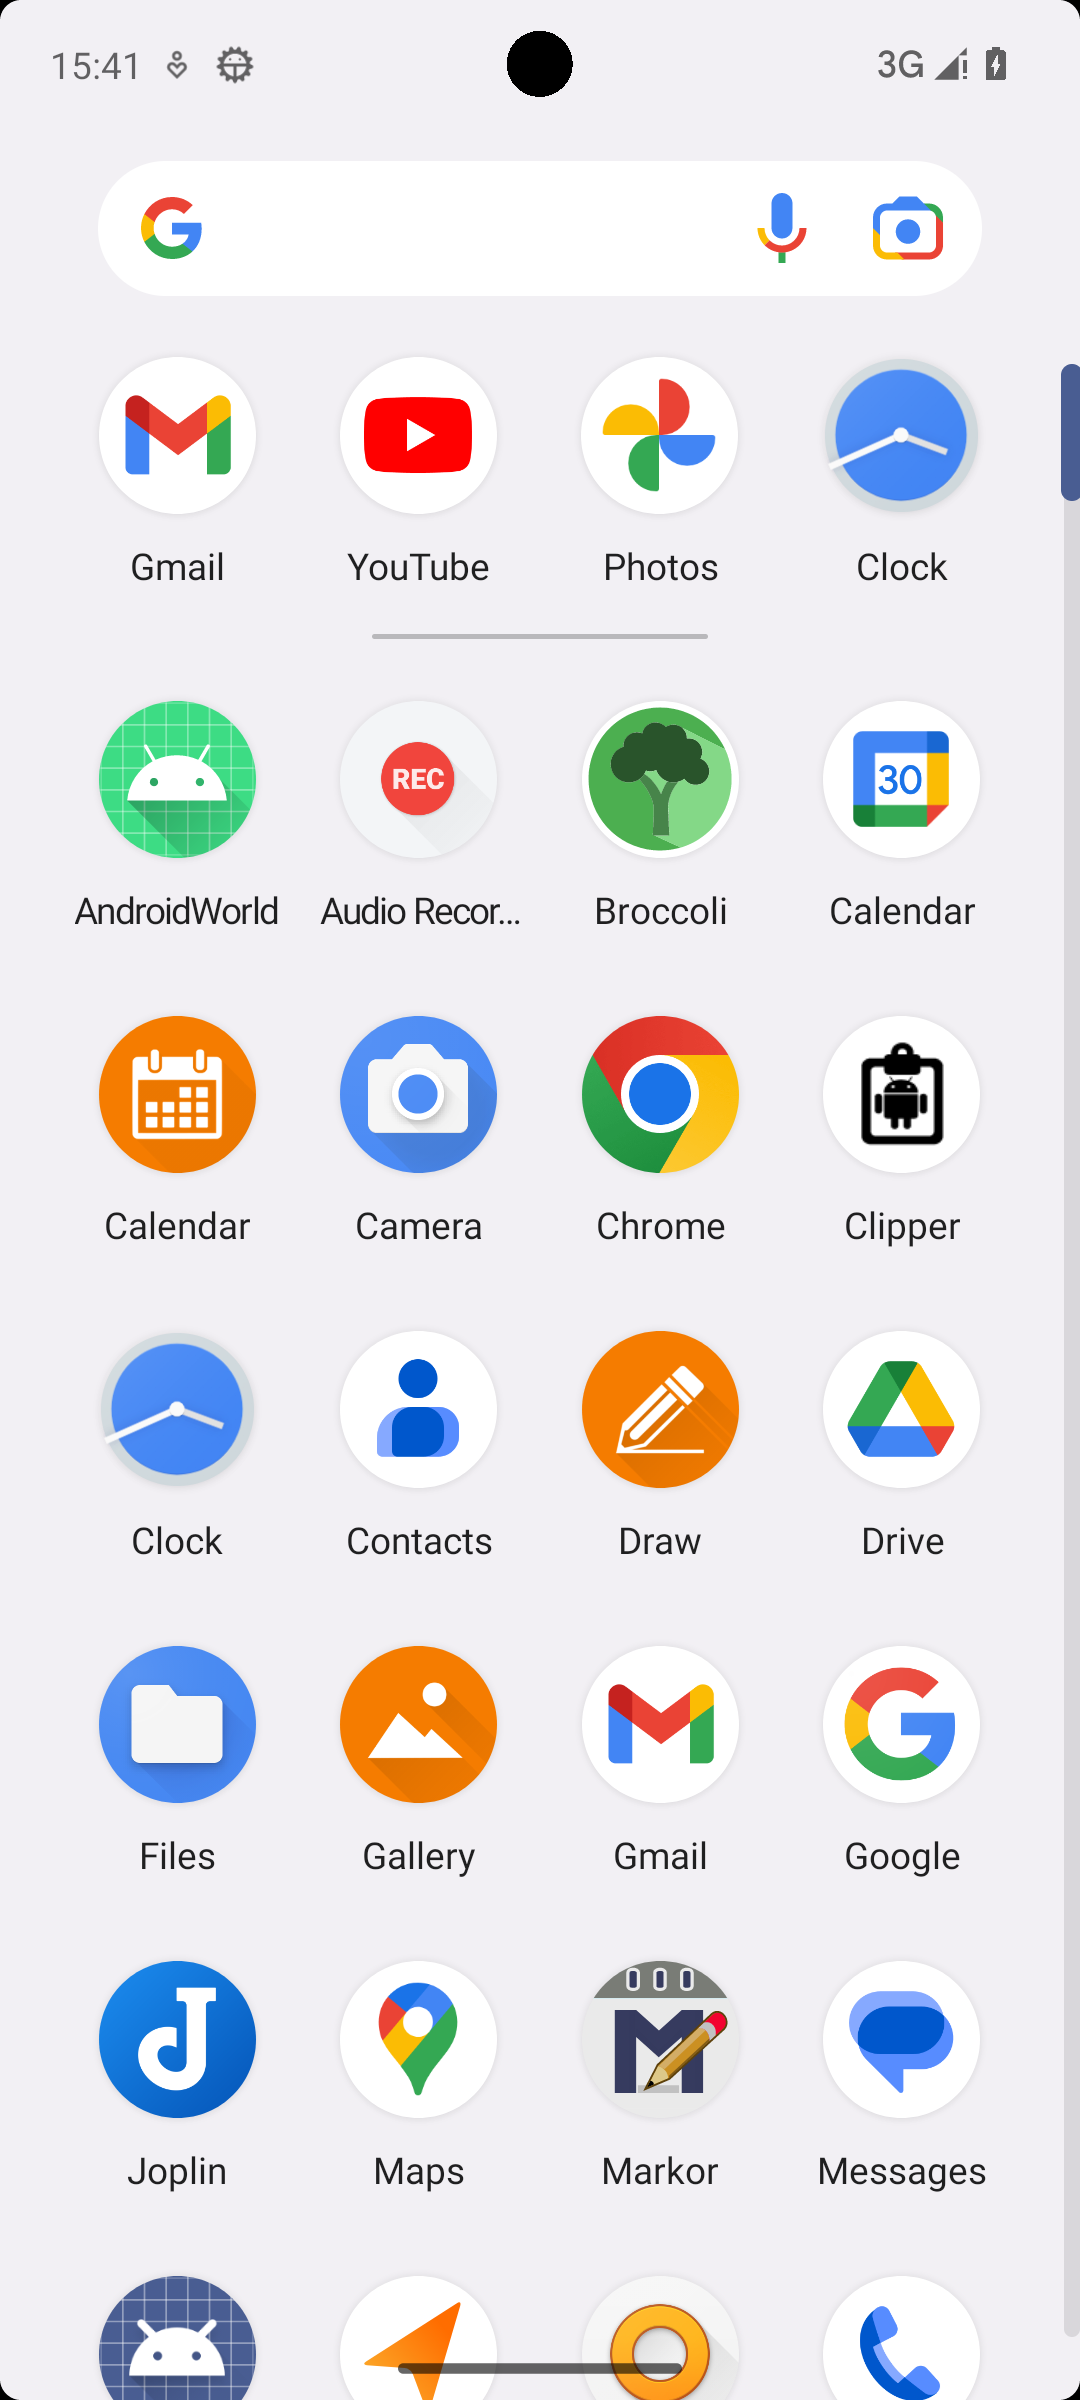 15:41 3G
Gmail YouTube Photos Clock
REC
30
AndroidWorld Audio Recor... Broccoli Calendar
Calendar Camera Chrome Clipper
Clock Contacts Draw Drive
Files Gallery Gmail Google
Joplin Maps Markor Messages